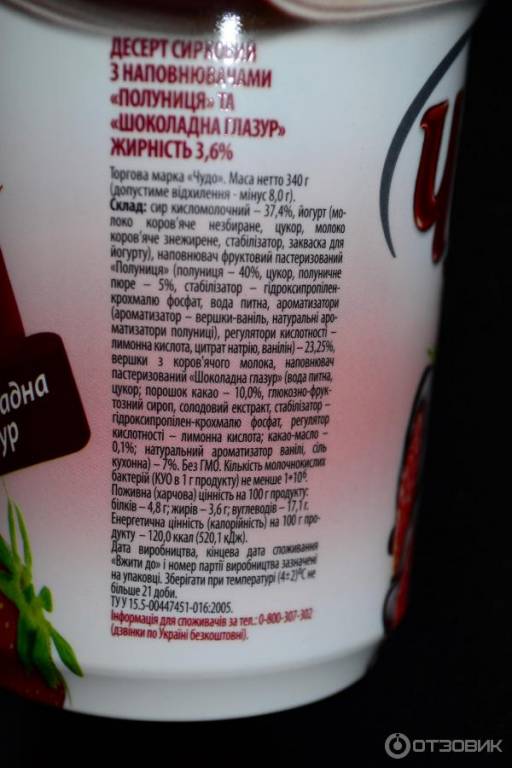 ДЕСЕРТ СИРКОВИЙ
З НАПОВНЮВАЧАМИ
«ПОЛУНИЦЯ» ТА
«ШОКОЛАДНА ГЛАЗУР»
ЖИРНІСТЬ 3,6%
Торгова марка «Чудо». Маса нетто 340 г
(допустиме відхилення - мінус 8,0 г).
Склад: сир кисломолочний – 37,4%, йогурт (мо-
локо коров'яче незбиране, цукор, молоко
коров'яче знежирене, стабілізатор, закваска для
йогурту), наповнювач фруктовий пастеризований
«Полуниця» (полуниця – 40%, цукор, полуничне
пюре – 5%, стабілізатор – гідроксипропілен-
крохмалю фосфат, вода питна, ароматизатори
(ароматизатор – вершки-ваніль, натуральні аро-
матизатори полуниці), регулятори кислотності –
лимонна кислота, цитрат натрію, ванілін) – 23,25%,
вершки з коров'ячого молока, наповнювач
пастеризований «Шоколадна глазур» (вода питна,
цукор; порошок какао – 10,0%, глюкозно-фрук-
тозний сироп, солодовий екстракт, стабілізатор –
гідроксипропілен-крохмалю фосфат, регулятор
кислотності – лимонна кислота; какао-масло –
0,1%; натуральний ароматизатор ванілі, сіль
кухонна) – 7%. Без ГМО. Кількість молочнокислих
бактерій (КУО в 1 г продукту) не менше 1*10⁶.
Поживна (харчова) цінність на 100 г продукту:
білків – 4,8 г; жирів – 3,6 г; вуглеводів – 17,1 г.
Енергетична цінність (калорійність) на 100 г про-
дукту – 120,0 ккал (520,1 кДж).
Дата виробництва, кінцева дата споживання
«Вжити до» і номер партії виробництва зазначені
на упаковці. Зберігати при температурі (4±2)°С не
більше 21 доби.
ТУ У 15.5-00447451-016:2005.
Інформація для споживачів за тел.: 0-800-307-302
(дзвінки по Україні безкоштовні).
адна
ур
Ч
ОТЗОВИК